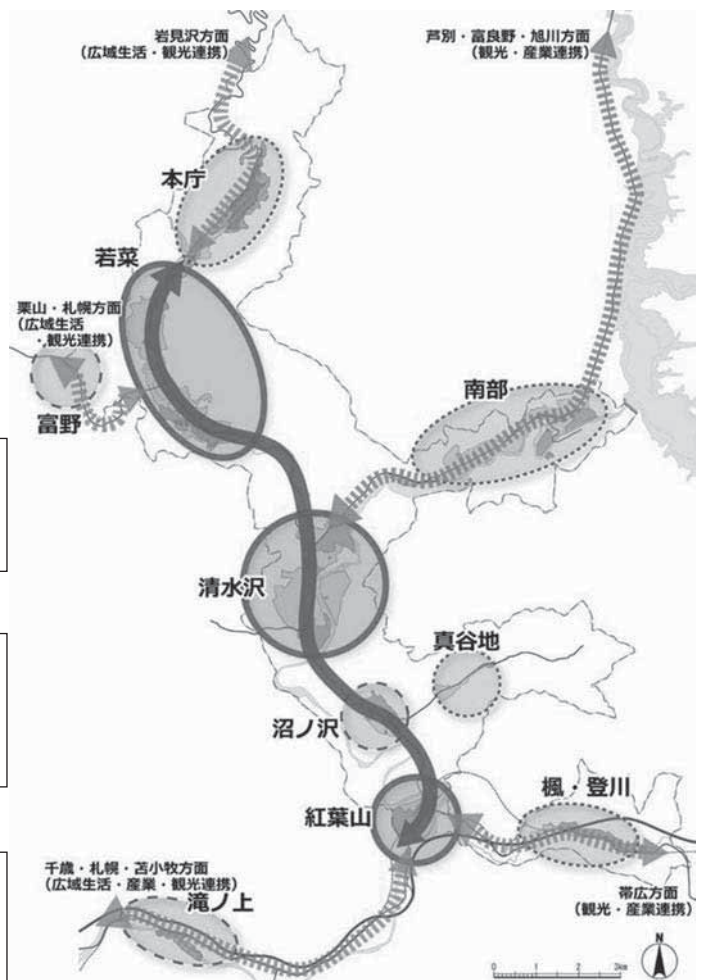 岩見沢方面
(広域生活・観光連携)
芦別・富良野・旭川方面
(観光・産業連携)
本庁
若菜
栗山・札幌方面
(広域生活
・観光連携)
富野
南部
清水沢
真谷地
沼ノ沢
楓・登川
紅葉山
千歳・札幌・苫小牧方面
(広域生活・産業・観光連携)
滝ノ上
帯広方面
(観光・産業連携)
N
0 1 2 3km